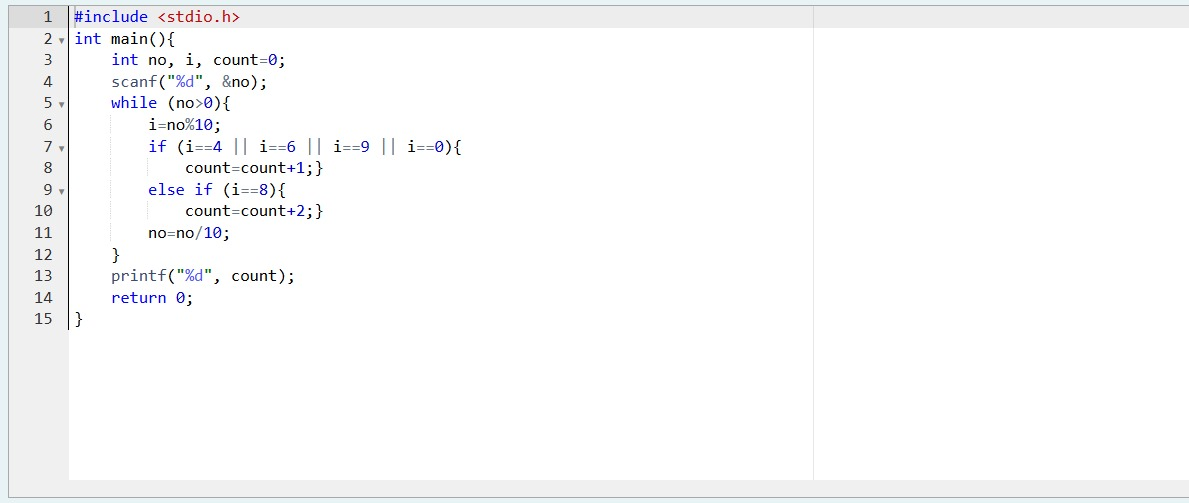 1 #include <stdio.h>
2 int main(){
3 int no, i, count=0;
4 scanf("%d", &no);
5 while (no>0){
6 i=no%10;
7 if (i==4 || i==6 || i==9 || i==0){
8 count=count+1;}
9 else if (i==8){
10 count=count+2;}
11 no=no/10;
12 }
13 printf("%d", count);
14 return 0;
15 }